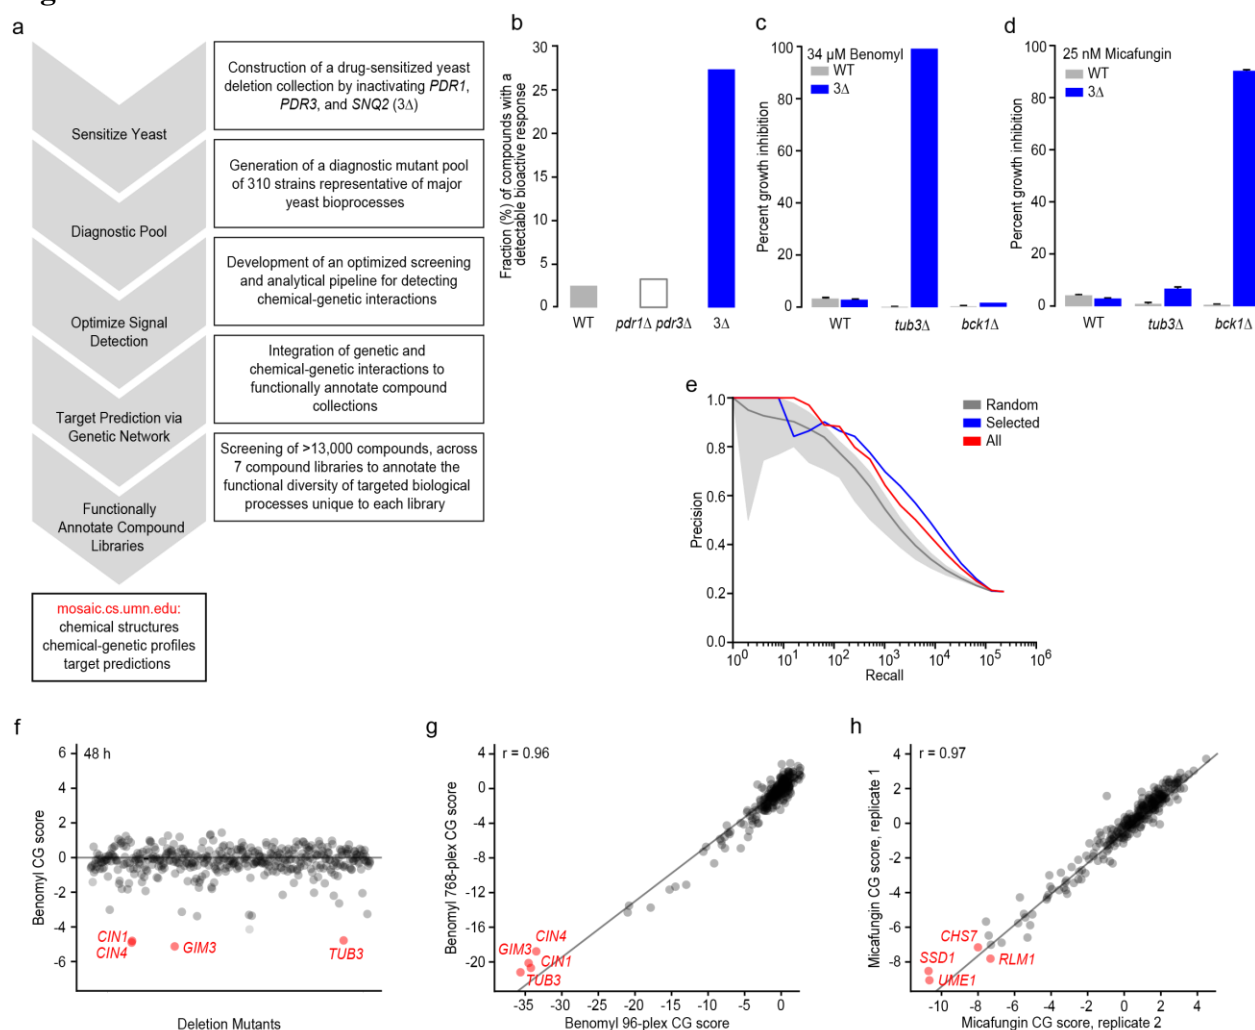 a
Sensitize Yeast
Construction of a drug-sensitized yeast
deletion collection by inactivating PDR1,
PDR3, and SNQ2 (3Δ)
Diagnostic Pool
Generation of a diagnostic mutant pool
of 310 strains representative of major
yeast bioprocesses
Optimize Signal
Detection
Development of an optimized screening
and analytical pipeline for detecting
chemical-genetic interactions
Target Prediction via
Genetic Network
Integration of genetic and
chemical-genetic interactions to
functionally annotate compound
collections
Functionally
Annotate Compound
Libraries
Screening of >13,000 compounds, across
7 compound libraries to annotate the
functional diversity of targeted biological
processes unique to each library
mosaic.cs.umn.edu:
chemical structures
chemical-genetic profiles
target predictions
b
Fraction (%) of compounds with a
detectable bioactive response
30
25
20
15
10
5
0
WT
pdr1Δ pdr3Δ
3Δ
c
34 µM Benomyl
WT
3Δ
Percent growth inhibition
100
80
60
40
20
0
WT
tub3Δ
bck1Δ
d
25 nM Micafungin
WT
3Δ
Percent growth inhibition
100
80
60
40
20
0
WT
tub3Δ
bck1Δ
e
Random
Selected
All
Precision
1.0
0.8
0.6
0.4
0.2
0.0
10^0 10^1 10^2 10^3 10^4 10^5 10^6
Recall
f
48 h
Benomyl CG score
6
4
2
0
-2
-4
-6
CIN1
CIN4
GIM3
TUB3
Deletion Mutants
g
r = 0.96
Benomyl 768-plex CG score
4
0
-4
-8
-12
-16
-20
CIN4
GIM3
CIN1
TUB3
-35 -30 -25 -20 -15 -10 -5 0
Benomyl 96-plex CG score
h
r = 0.97
Micafungin CG score, replicate 1
4
2
0
-2
-4
-6
-8
CHS7
RLM1
SSD1
UME1
-10 -8 -6 -4 -2 0 2 4
Micafungin CG score, replicate 2